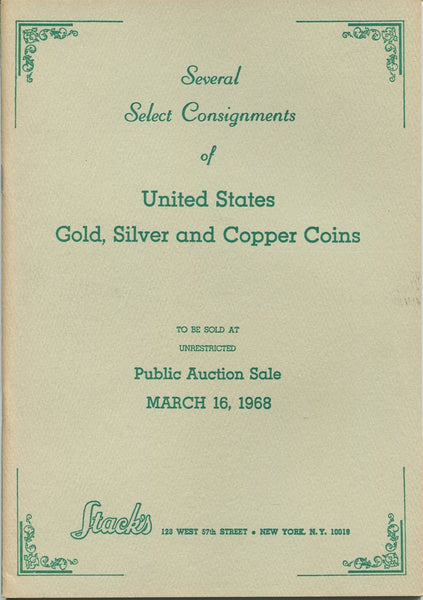 Several
Select Consignments
of
United States
Gold, Silver and Copper Coins
TO BE SOLD AT
UNRESTRICTED
Public Auction Sale
MARCH 16, 1968
Stack's 123 WEST 57th STREET • NEW YORK, N.Y. 10019